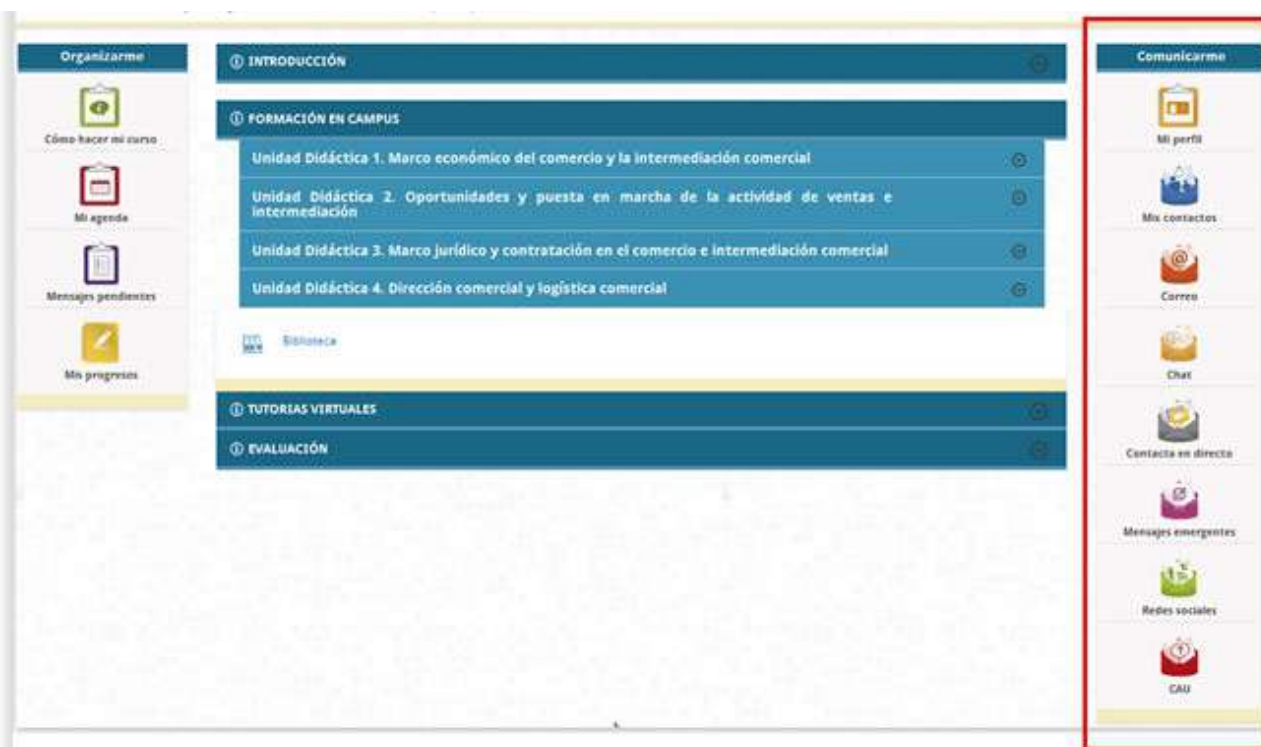 Organizarme
Cómo hacer mi curso
Mi agenda
Mensajes pendientes
Mis progresos
INTRODUCCIÓN
FORMACIÓN EN CAMPUS
Unidad Didáctica 1. Marco económico del comercio y la intermediación comercial
Unidad Didáctica 2. Oportunidades y puesta en marcha de la actividad de ventas e
intermediación
Unidad Didáctica 3. Marco jurídico y contratación en el comercio e intermediación comercial
Unidad Didáctica 4. Dirección comercial y logística comercial
Biblioteca
TUTORIAS VIRTUALES
EVALUACIÓN
Comunicarme
Mi perfil
Mis contactos
Correo
Chat
Contacta en directo
Mensajes emergentes
Redes sociales
CAU